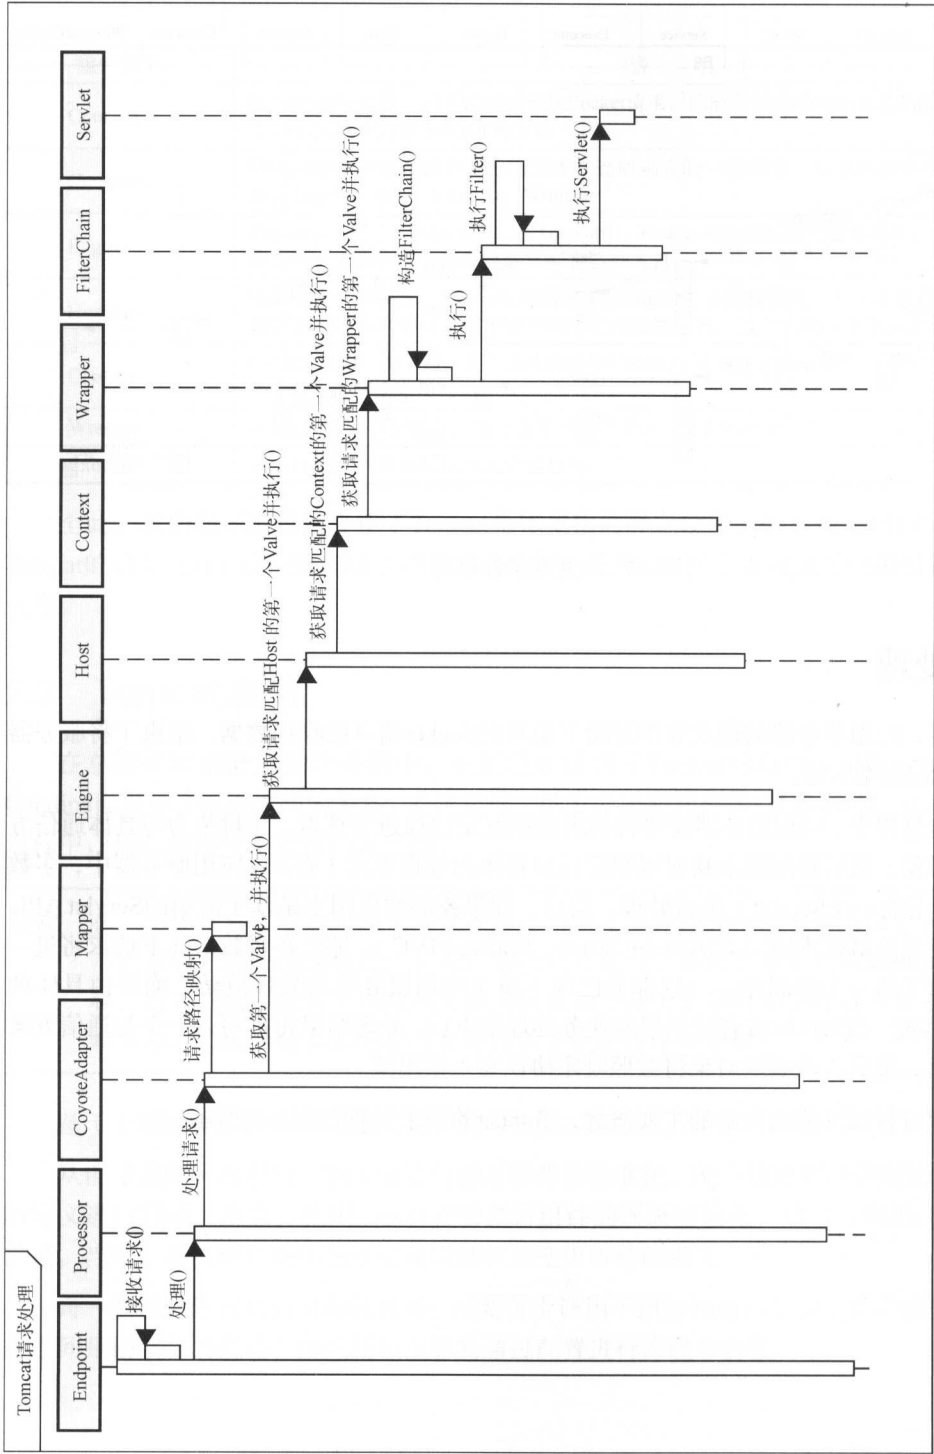 Tomcat请求处理
Endpoint
Processor
CoyoteAdapter
Mapper
Engine
Host
Context
Wrapper
FilterChain
Servlet
接收请求()
处理()
处理请求()
请求路径映射()
获取第一个Valve，并执行()
获取请求匹配Host 的第一个Valve并执行()
获取请求匹配的Context的第一个Valve并执行()
获取请求匹配的Wrapper的第一个Valve并执行()
构造FilterChain()
执行()
执行Filter()
执行Servlet()